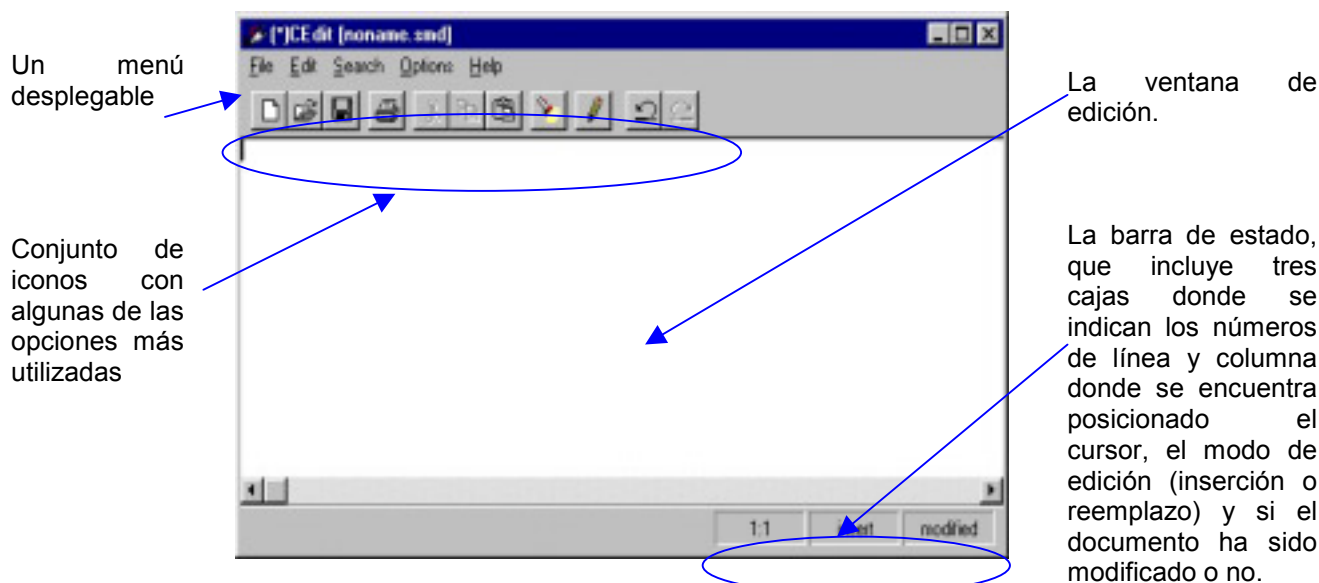 (*)CEdit [noname.smd]
File Edit Search Options Help
Un menú
desplegable
La ventana de
edición.
Conjunto de
iconos con
algunas de las
opciones más
utilizadas
La barra de estado,
que incluye tres
cajas donde se
indican los números
de línea y columna
donde se encuentra
posicionado el
cursor, el modo de
edición (inserción o
reemplazo) y si el
documento ha sido
modificado o no.
1:1 insert modified